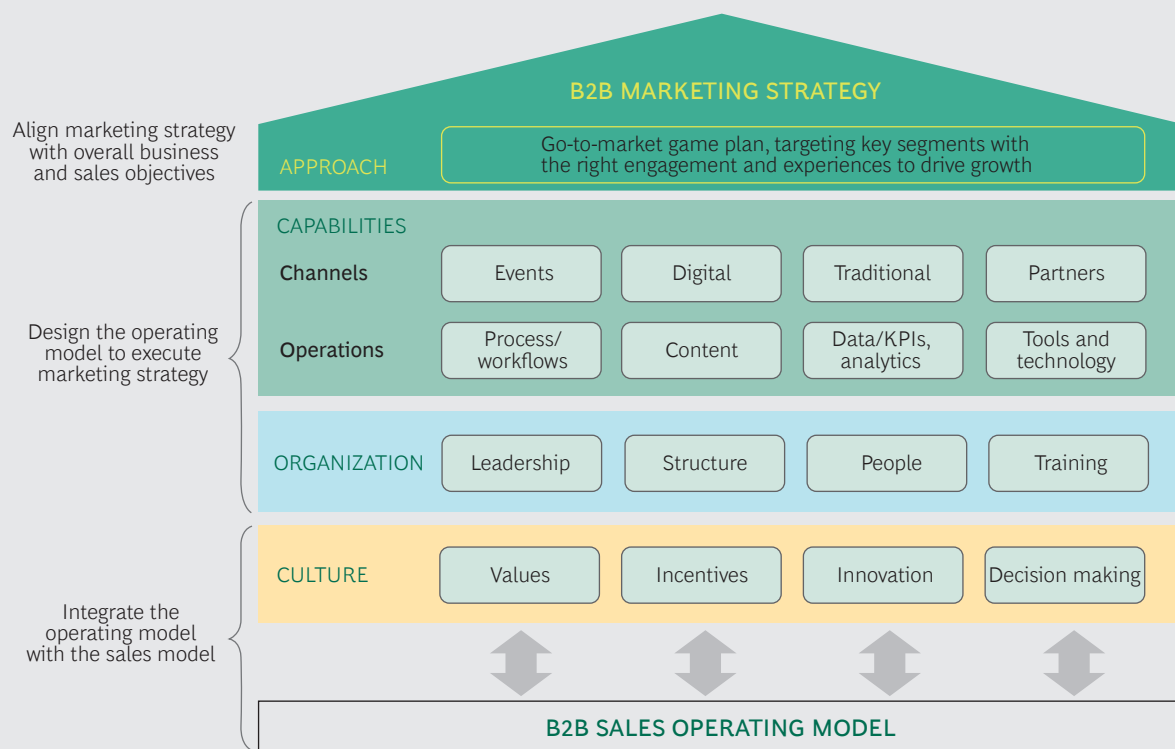 B2B MARKETING STRATEGY
Align marketing strategy
with overall business
and sales objectives
APPROACH
Go-to-market game plan, targeting key segments with
the right engagement and experiences to drive growth
Design the operating
model to execute
marketing strategy
CAPABILITIES
Channels
Events
Digital
Traditional
Partners
Operations
Process/
workflows
Content
Data/KPIs,
analytics
Tools and
technology
ORGANIZATION
Leadership
Structure
People
Training
Integrate the
operating model
with the sales model
CULTURE
Values
Incentives
Innovation
Decision making
B2B SALES OPERATING MODEL